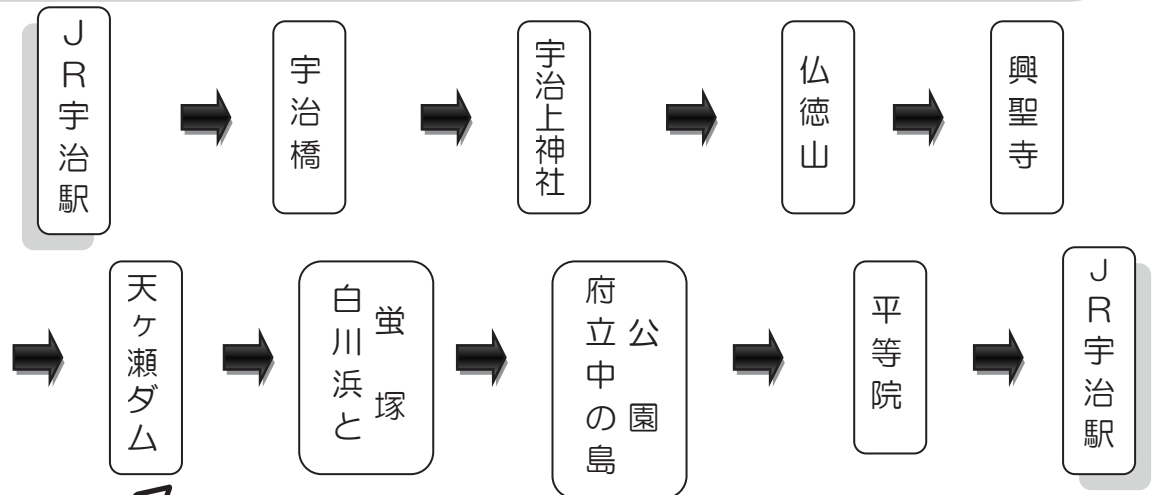 JR宇治駅
宇治橋
宇治上神社
仏徳山
興聖寺
天ヶ瀬ダム
白川浜と
蛍塚
府立中の島
公園
平等院
JR宇治駅